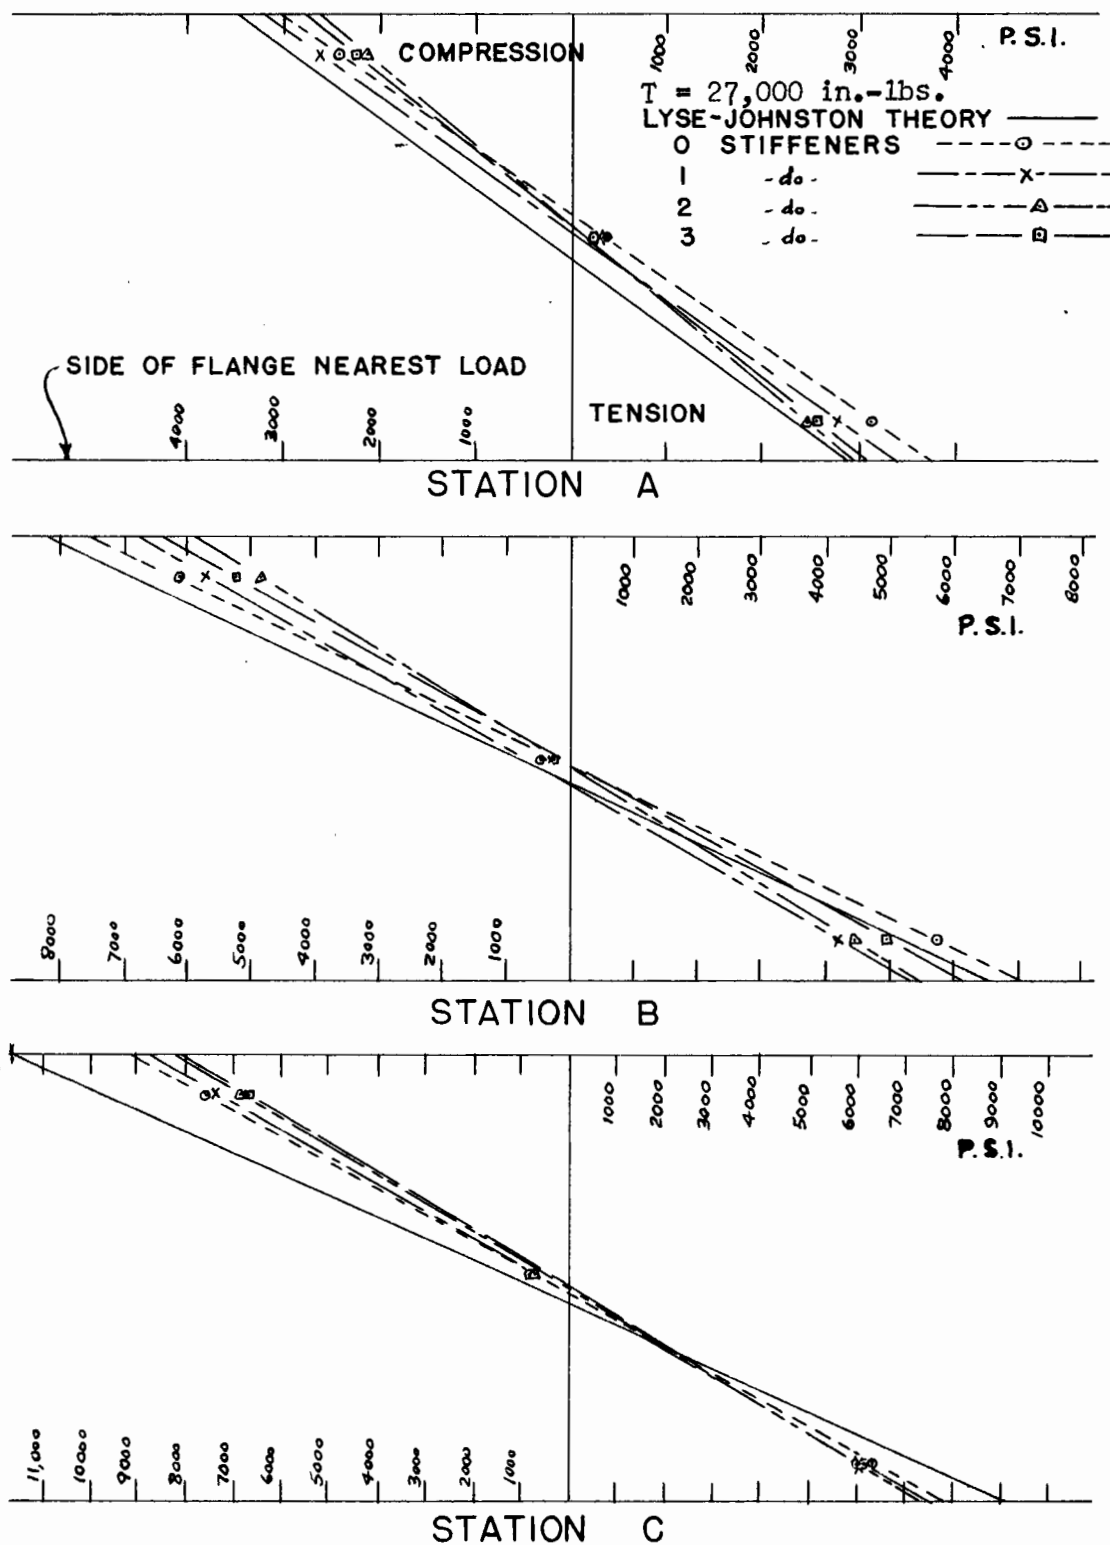 1000 2000 3000 4000
P.S.I.
COMPRESSION
T = 27,000 in.-lbs.
LYSE-JOHNSTON THEORY
0 STIFFENERS
1 -do-
2 -do-
3 -do-
SIDE OF FLANGE NEAREST LOAD
TENSION
4000 3000 2000 1000
STATION A
1000 2000 3000 4000 5000 6000 7000 8000
P.S.I.
8000 7000 6000 5000 4000 3000 2000 1000
STATION B
1000 2000 3000 4000 5000 6000 7000 8000 9000 10000
P.S.I.
11,000 10000 9000 8000 7000 6000 5000 4000 3000 2000 1000
STATION C